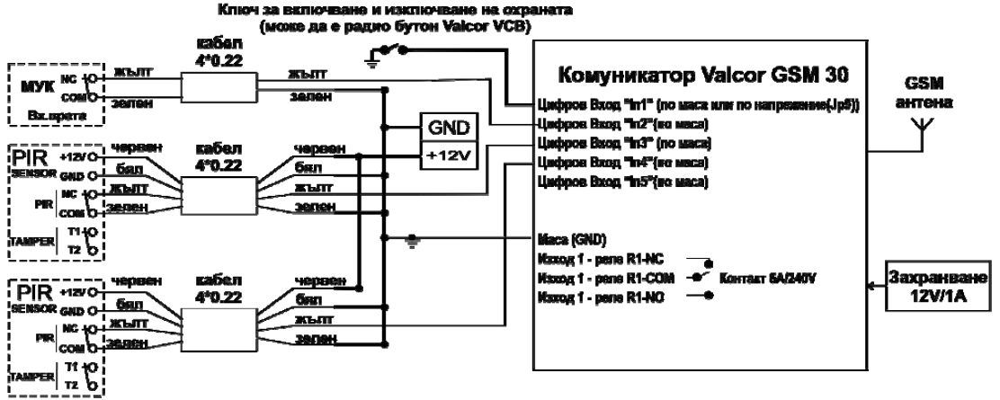 Ключ за включване и изключване на охраната
(може да е радио бутон Valcor VCB)
кабел
4*0.22
МУК
NC
COM
Вх.врата
жълт
зелен
жълт
зелен
PIR
SENSOR
+12V
GND
PIR
NC
COM
TAMPER
T1
T2
червен
бял
жълт
зелен
кабел
4*0.22
червен
бял
жълт
зелен
GND
+12V
PIR
SENSOR
+12V
GND
PIR
NC
COM
TAMPER
T1
T2
червен
бял
жълт
зелен
кабел
4*0.22
червен
бял
жълт
зелен
Комуникатор Valcor GSM 30
Цифров Вход "In1" (по маса или по напрежение(Jp5))
Цифров Вход "In2"(по маса)
Цифров Вход "In3" (по маса)
Цифров Вход "In4"(по маса)
Цифров Вход "In5"(по маса)
Маса (GND)
Изход 1 - реле R1-NC
Изход 1 - реле R1-COM
Контакт 6A/240V
Изход 1 - реле R1-NO
GSM
антена
Захранване
12V/1A